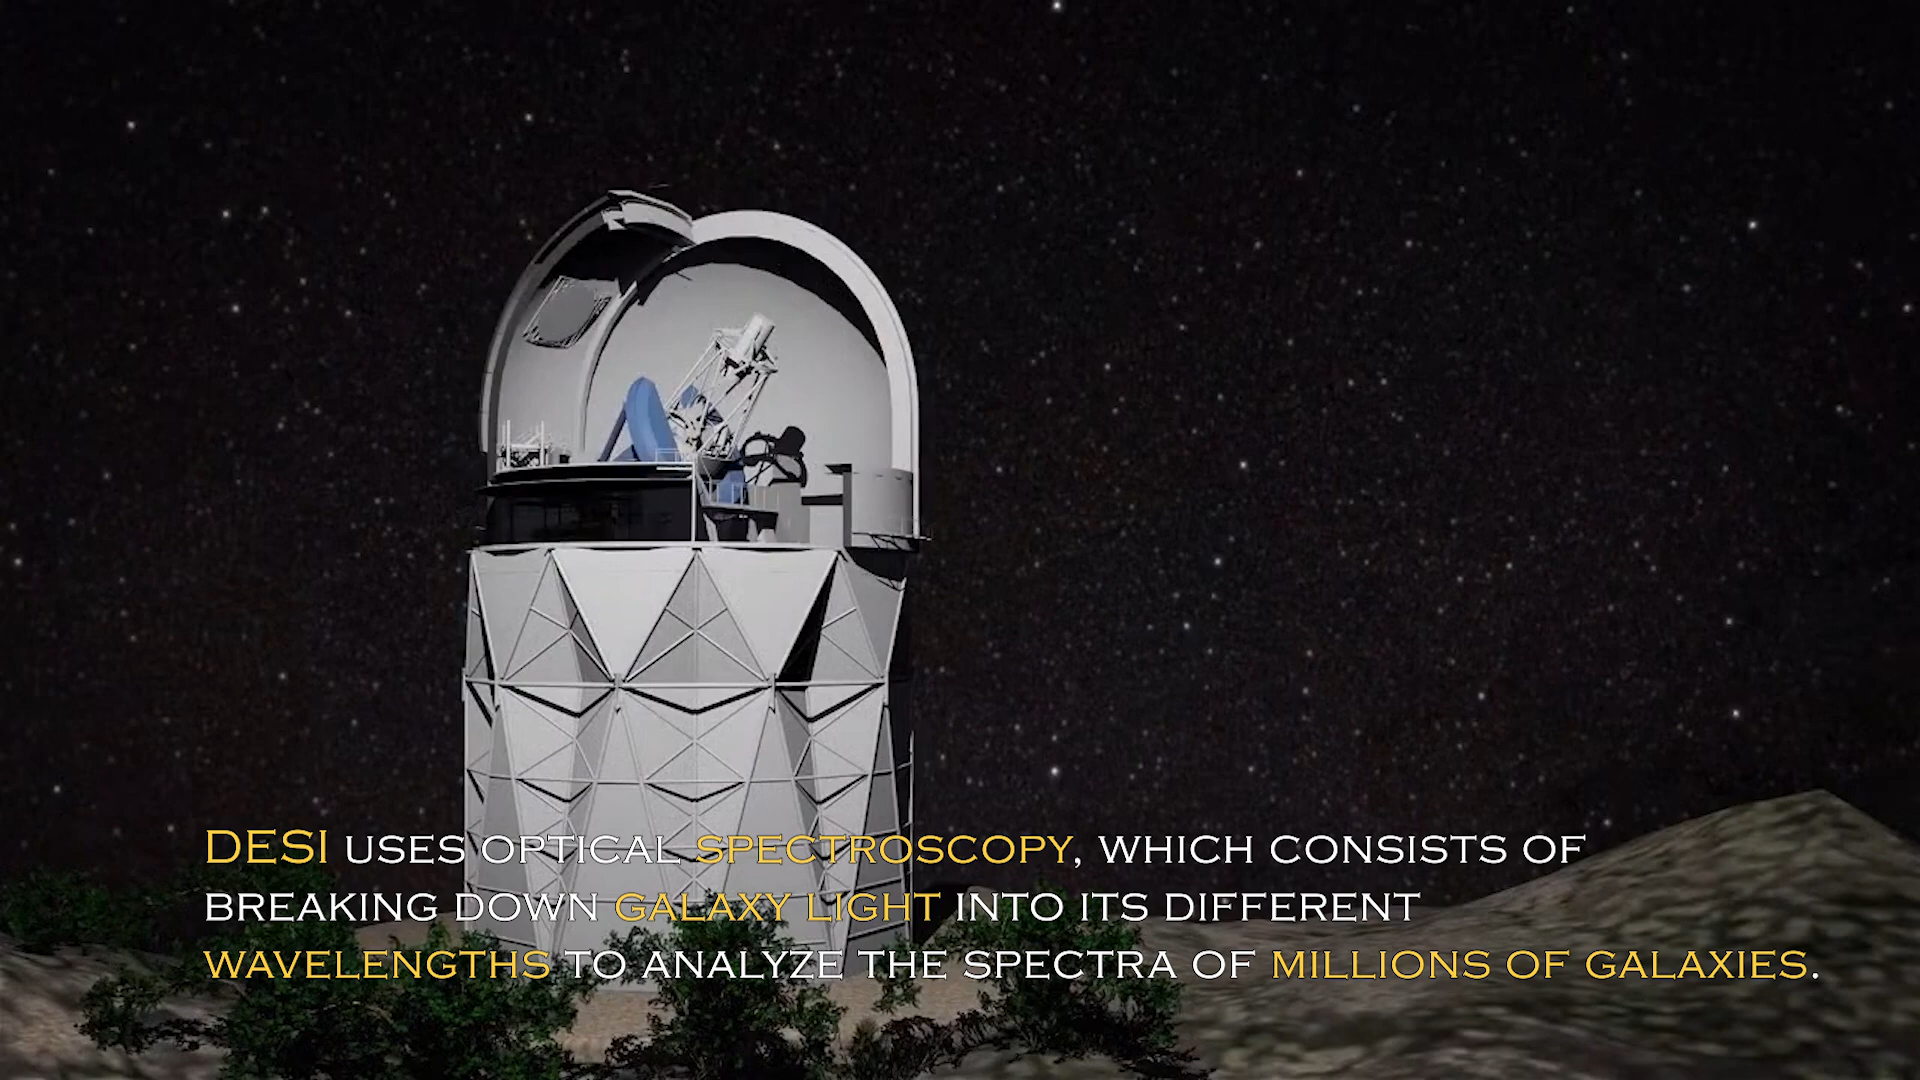 DESI USES OPTICAL SPECTROSCOPY, WHICH CONSISTS OF
BREAKING DOWN GALAXY LIGHT INTO ITS DIFFERENT
WAVELENGTHS TO ANALYZE THE SPECTRA OF MILLIONS OF GALAXIES.